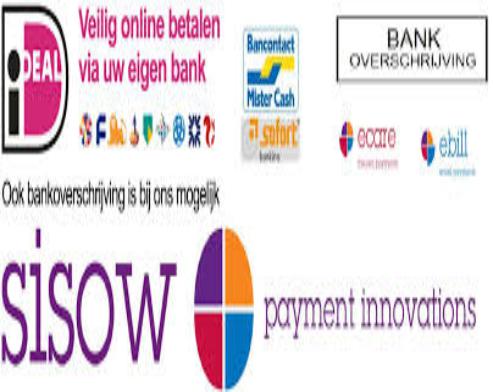 iDEAL
Veilig online betalen
via uw eigen bank
Bancontact
Mister Cash
Sofort
banking
BANK
OVERSCHRIJVING
ecare
ebill
Ook bankoverschrijving is bij ons mogelijk
sisow
payment innovations